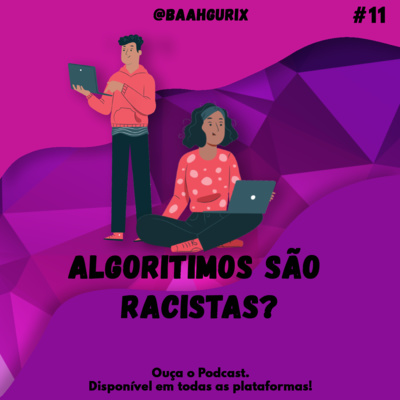 @BAAHGURIX
#11
ALGORITIMOS SÃO
RACISTAS?
Ouça o Podcast.
Disponível em todas as plataformas!